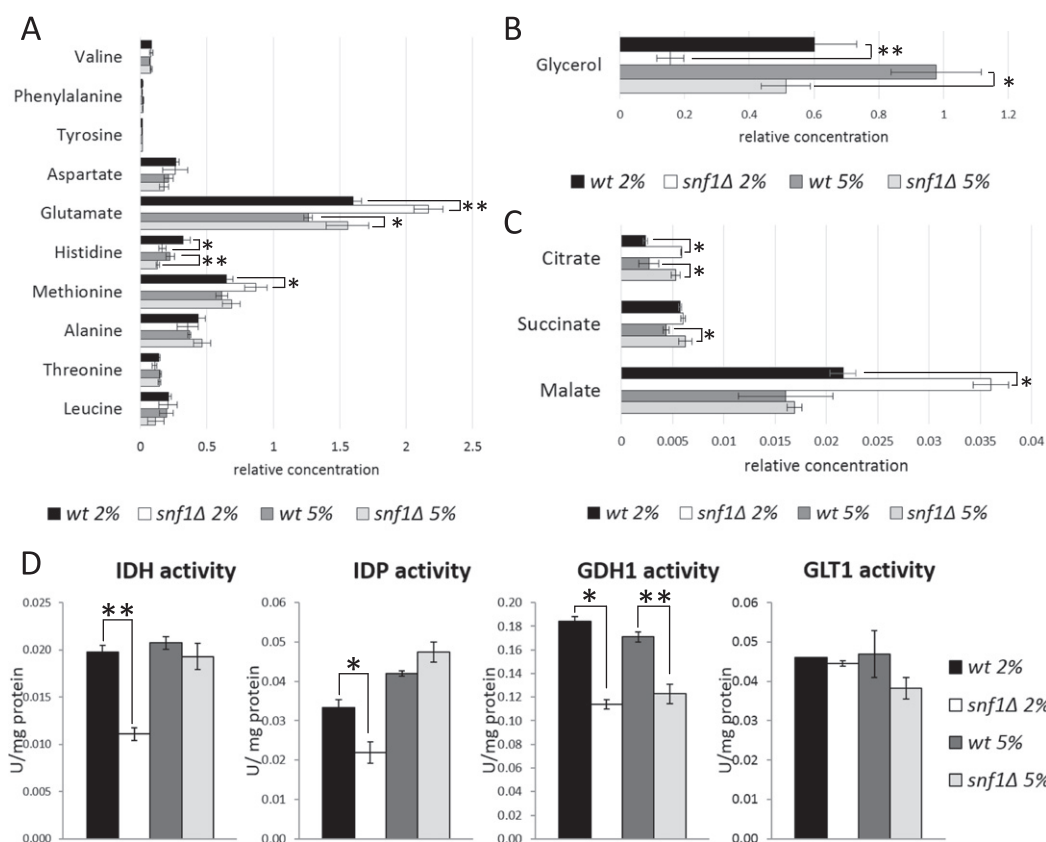 A
Valine
Phenylalanine
Tyrosine
Aspartate
Glutamate
**
*
Histidine
*
**
Methionine
*
Alanine
Threonine
Leucine
0 0.5 1 1.5 2 2.5
relative concentration
wt 2% snf1Δ 2% wt 5% snf1Δ 5%
B
Glycerol
**
*
0 0.2 0.4 0.6 0.8 1 1.2
relative concentration
wt 2% snf1Δ 2% wt 5% snf1Δ 5%
C
Citrate
*
*
Succinate
*
Malate
*
0 0.005 0.01 0.015 0.02 0.025 0.03 0.035 0.04
relative concentration
wt 2% snf1Δ 2% wt 5% snf1Δ 5%
D
IDH activity
U/mg protein
0.025
0.020
0.015
0.010
0.005
0.000
**
IDP activity
U/mg protein
0.06
0.05
0.04
0.03
0.02
0.01
0.00
*
GDH1 activity
U/mg protein
0.20
0.18
0.16
0.14
0.12
0.10
0.08
0.06
0.04
0.02
0.00
*
**
GLT1 activity
U/mg protein
0.06
0.05
0.04
0.03
0.02
0.01
0.00
wt 2%
snf1Δ 2%
wt 5%
snf1Δ 5%